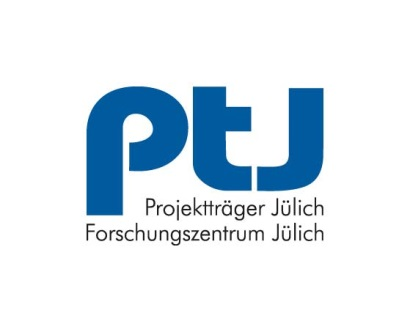 ptJ
Projektträger Jülich
Forschungszentrum Jülich